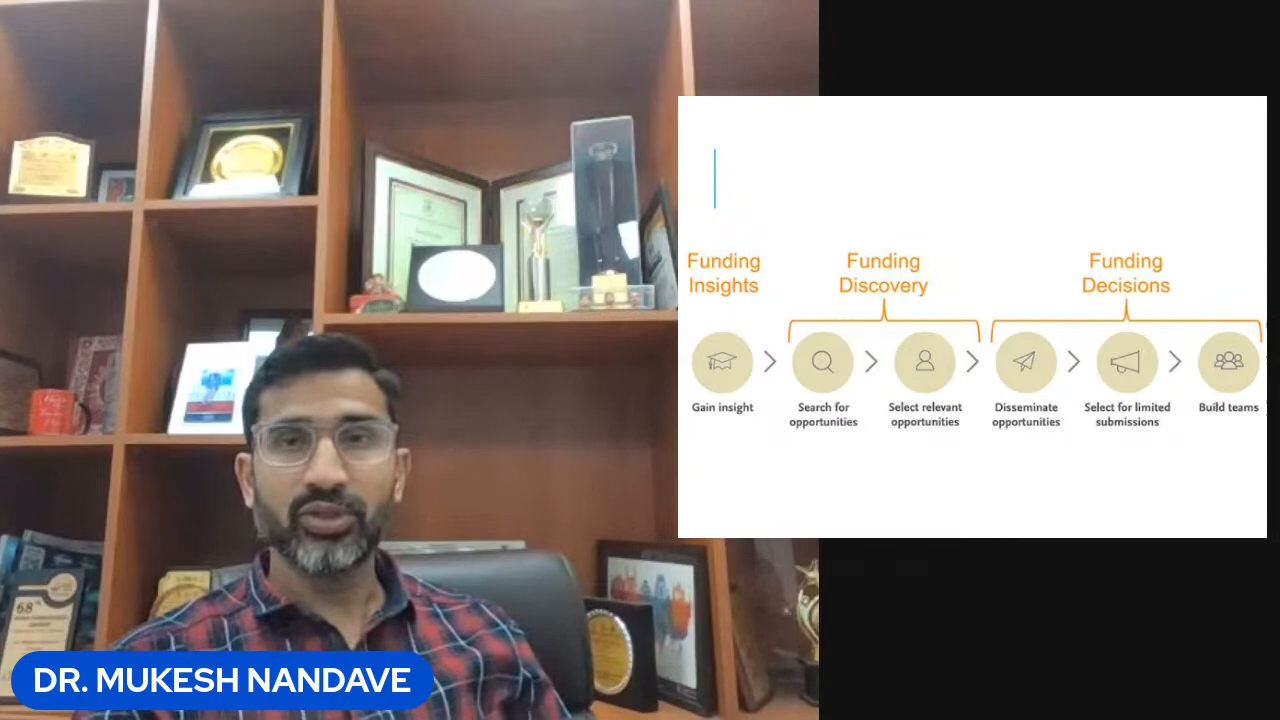 Funding
Insights
Funding
Discovery
Funding
Decisions
Gain insight
Search for
opportunities
Select relevant
opportunities
Disseminate
opportunities
Select for limited
submissions
Build teams
68
DR. MUKESH NANDAVE